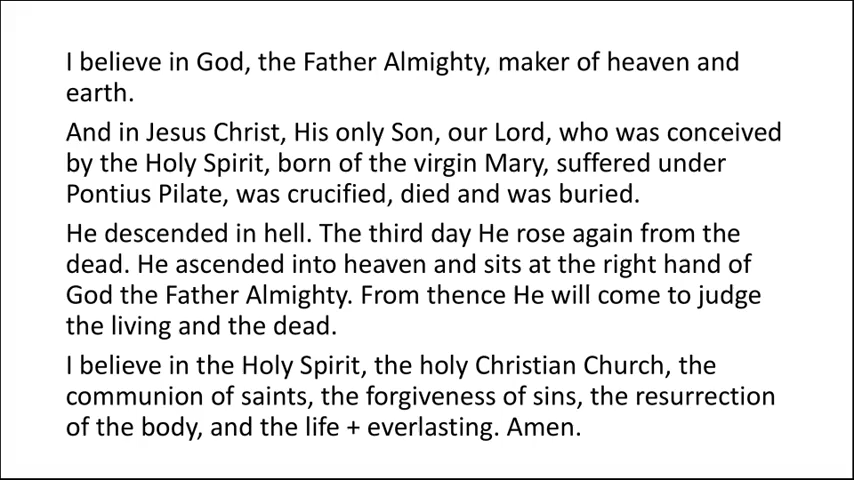 I believe in God, the Father Almighty, maker of heaven and
earth.
And in Jesus Christ, His only Son, our Lord, who was conceived
by the Holy Spirit, born of the virgin Mary, suffered under
Pontius Pilate, was crucified, died and was buried.
He descended in hell. The third day He rose again from the
dead. He ascended into heaven and sits at the right hand of
God the Father Almighty. From thence He will come to judge
the living and the dead.
I believe in the Holy Spirit, the holy Christian Church, the
communion of saints, the forgiveness of sins, the resurrection
of the body, and the life + everlasting. Amen.